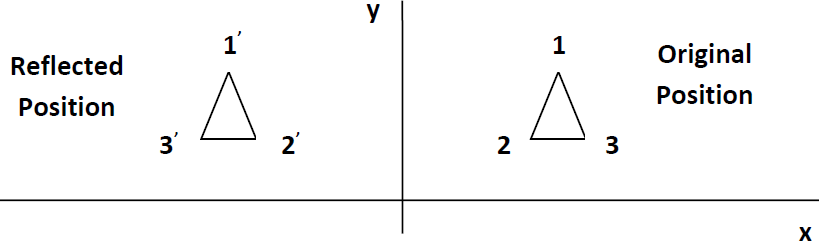 y
1′
1
Reflected
Position
Original
Position
3′
2′
2
3
x